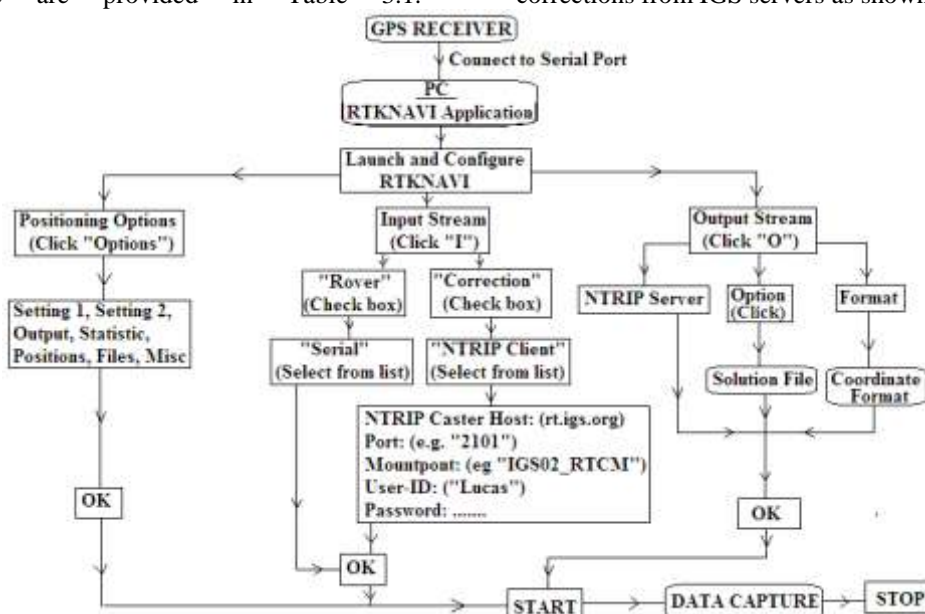 are provided in Table 3.1.
corrections from IGS servers as shown
GPS RECEIVER
Connect to Serial Port
PC
RTKNAVI Application
Launch and Configure
RTKNAVI
Positioning Options
(Click "Options")
Setting 1, Setting 2,
Output, Statistic,
Positions, Files, Misc
OK
Input Stream
(Click "I")
"Rover"
(Check box)
"Serial"
(Select from list)
"Correction"
(Check box)
"NTRIP Client"
(Select from list)
NTRIP Caster Host: (rt.igs.org)
Port: (e.g. "2101")
Mountpont: (eg "IGS02_RTCM")
User-ID: ("Lucas")
Password: .......
OK
Output Stream
(Click "O")
NTRIP Server
Option
(Click)
Solution File
Format
Coordinate
Format
OK
START
DATA CAPTURE
STOP